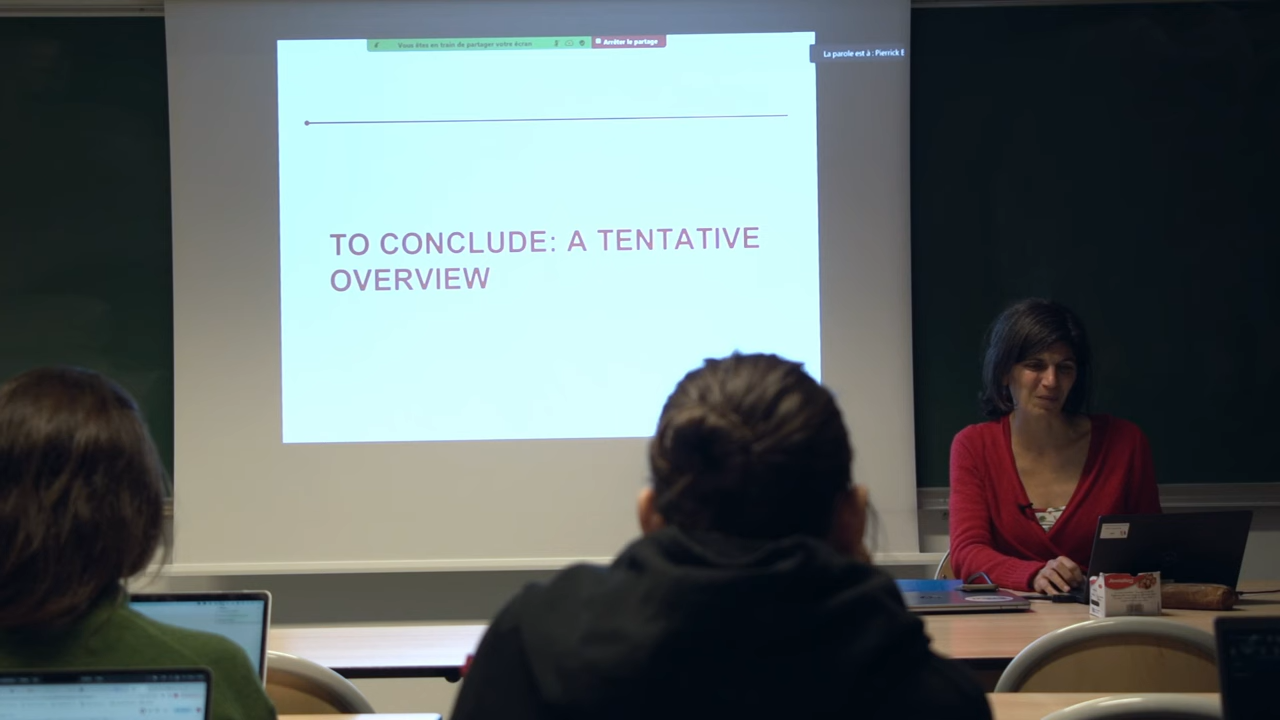 Vous êtes en train de partager votre écran
Arrêter le partage
La parole est à : Pierrick
TO CONCLUDE: A TENTATIVE
OVERVIEW